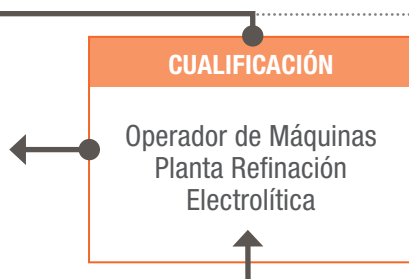 CUALIFICACIÓN
Operador de Máquinas
Planta Refinación
Electrolítica